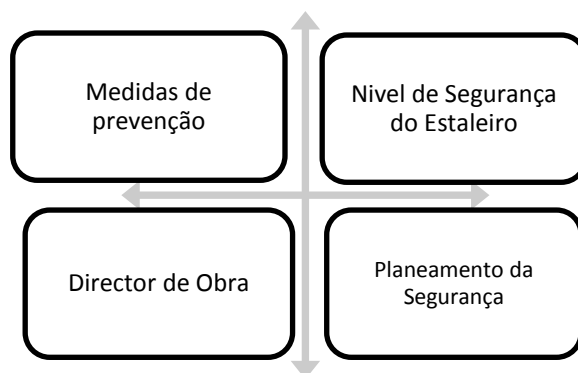 Medidas de
prevenção
Nivel de Segurança
do Estaleiro
Director de Obra
Planeamento da
Segurança